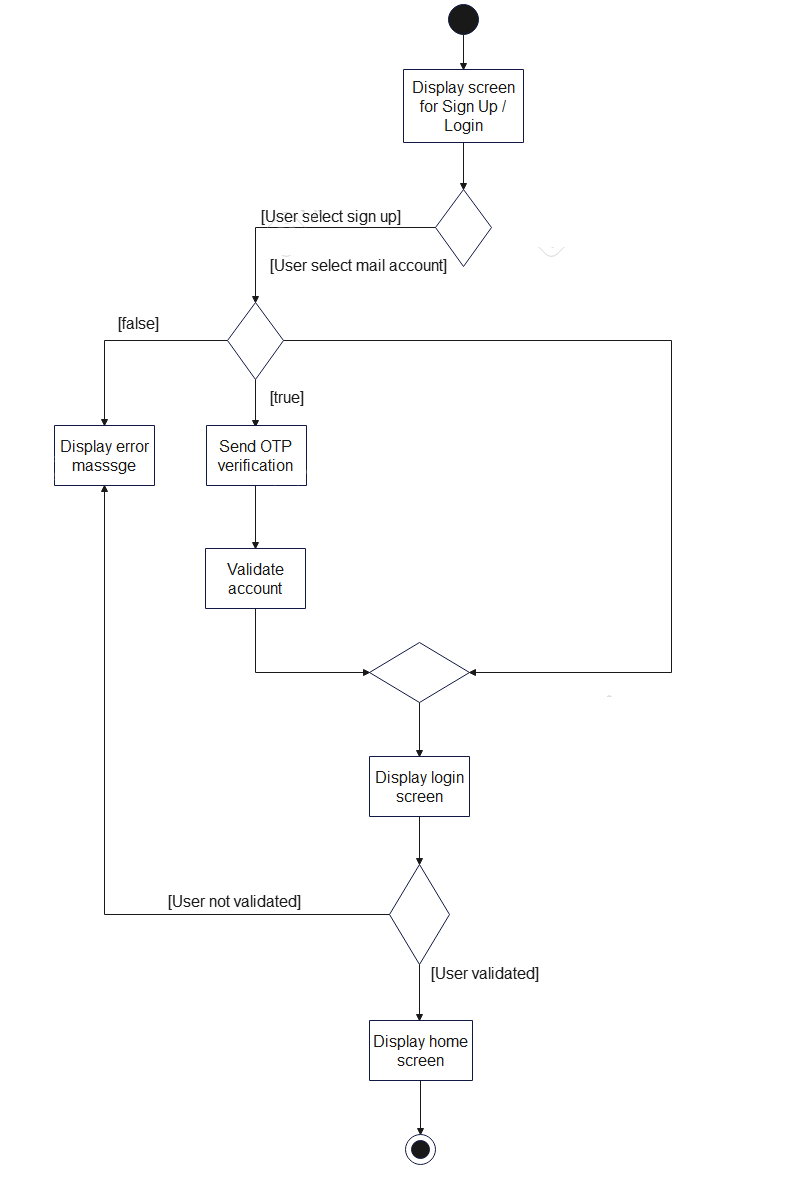 Display screen
for Sign Up /
Login
[User select sign up]
[User select mail account]
[false]
[true]
Display error
masssge
Send OTP
verification
Validate
account
Display login
screen
[User not validated]
[User validated]
Display home
screen